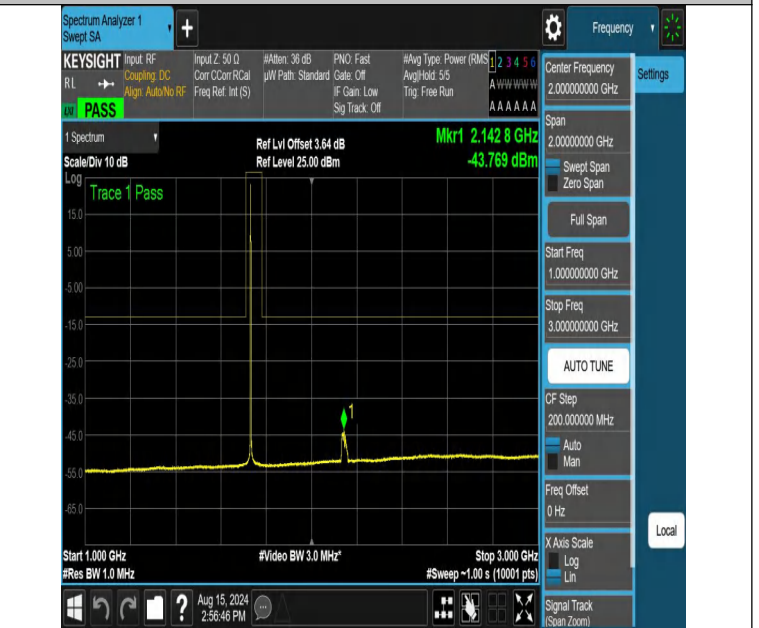 Spectrum Analyzer 1
Swept SA
+
Frequency
KEYSIGHT
RL
PASS
Input: RF
Coupling: DC
Align: Auto/No RF
Input Z: 50 Ω
Corr CCorr RCal
Freq Ref: Int (S)
#Atten: 36 dB
µW Path: Standard
PNO: Fast
Gate: Off
IF Gain: Low
Sig Track: Off
#Avg Type: Power (RMS
Avg|Hold: 5/5
Trig: Free Run
1 2 3 4 5 6
A W W W W W
A A A A A A
1 Spectrum
Scale/Div 10 dB
Ref Lvl Offset 3.64 dB
Ref Level 25.00 dBm
Mkr1 2.142 8 GHz
-43.769 dBm
Log
Trace 1 Pass
15.0
5.00
-5.00
-15.0
-25.0
-35.0
-45.0
-55.0
-65.0
1
Start 1.000 GHz
#Res BW 1.0 MHz
#Video BW 3.0 MHz*
Stop 3.000 GHz
#Sweep ~1.00 s (10001 pts)
Center Frequency
2.000000000 GHz
Settings
Span
2.00000000 GHz
Swept Span
Zero Span
Full Span
Start Freq
1.000000000 GHz
Stop Freq
3.000000000 GHz
AUTO TUNE
CF Step
200.000000 MHz
Auto
Man
Freq Offset
0 Hz
X Axis Scale
Log
Lin
Signal Track
(Span Zoom)
Local
?
Aug 15, 2024
2:56:46 PM